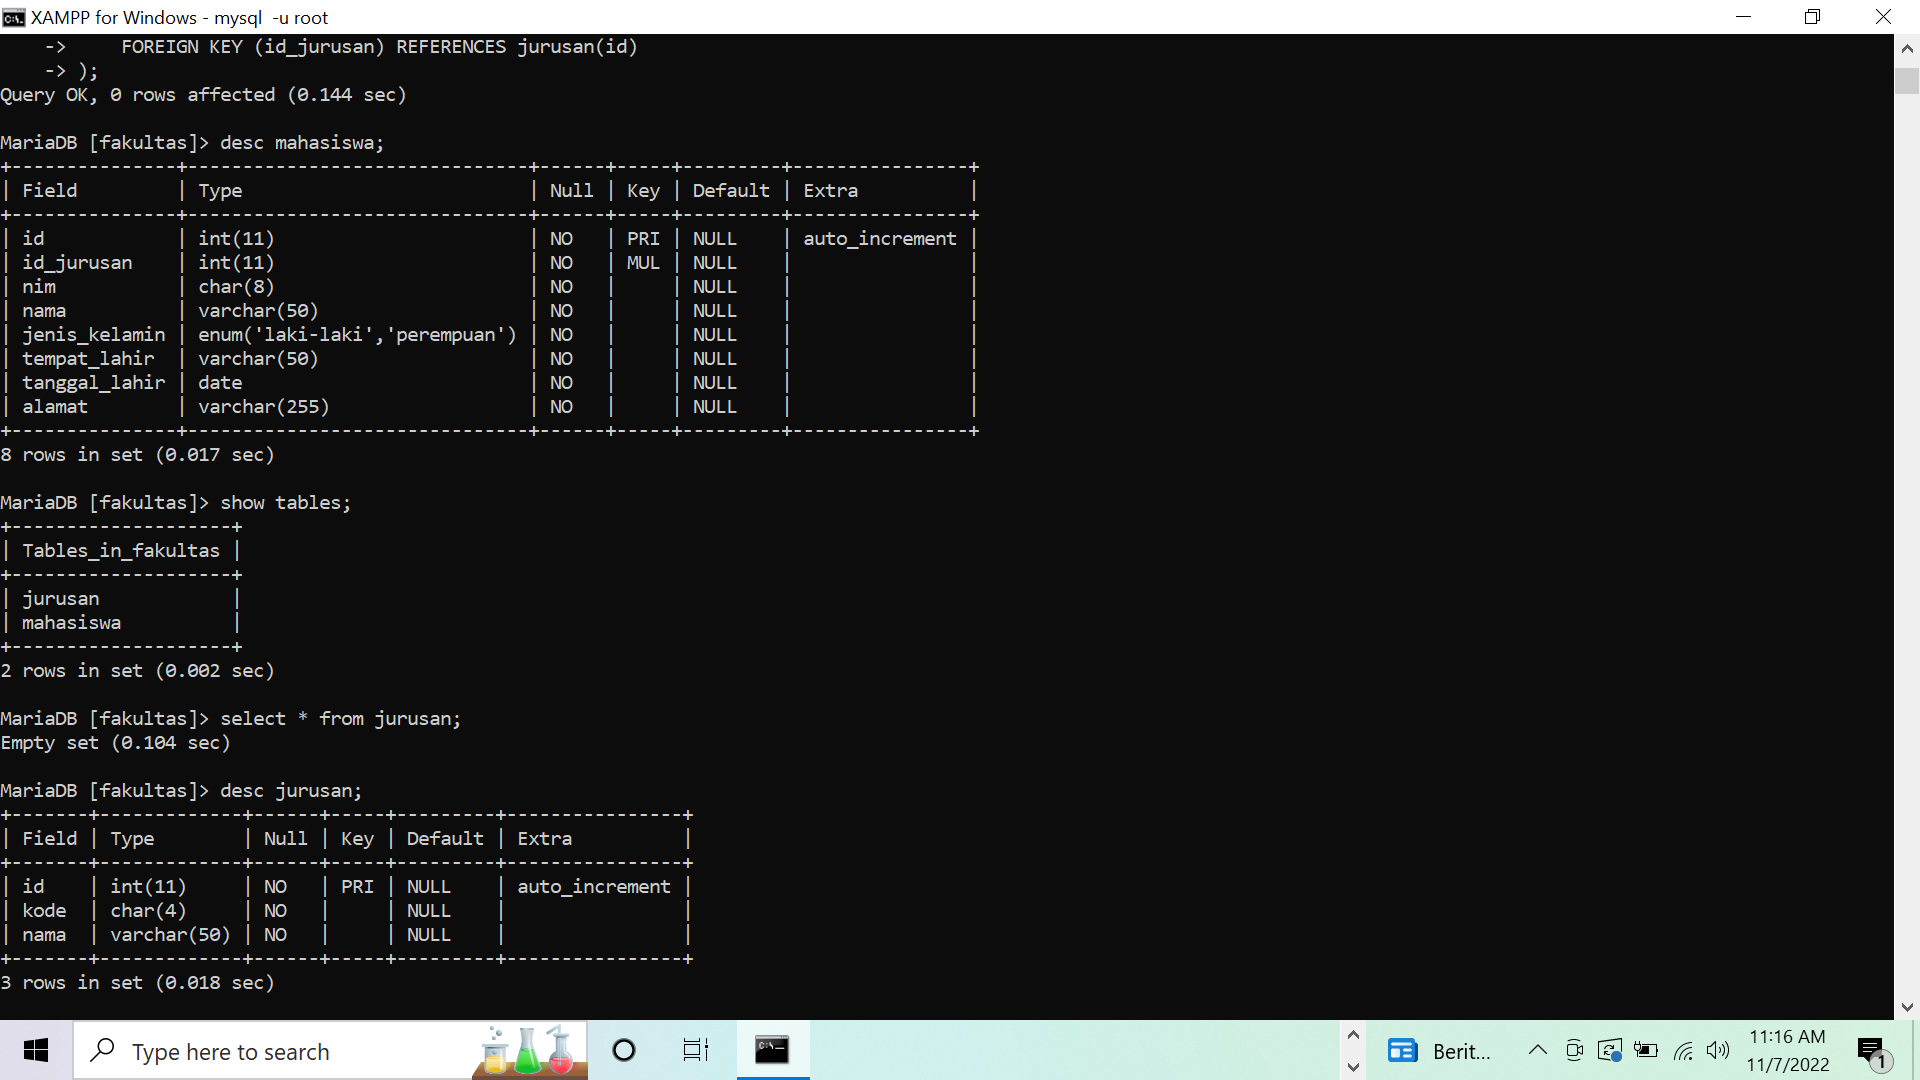 XAMPP for Windows - mysql  -u root
    ->     FOREIGN KEY (id_jurusan) REFERENCES jurusan(id)
    -> );
Query OK, 0 rows affected (0.144 sec)

MariaDB [fakultas]> desc mahasiswa;
+---------------+-------------------------------+------+-----+---------+----------------+
| Field         | Type                          | Null | Key | Default | Extra          |
+---------------+-------------------------------+------+-----+---------+----------------+
| id            | int(11)                       | NO   | PRI | NULL    | auto_increment |
| id_jurusan    | int(11)                       | NO   | MUL | NULL    |                |
| nim           | char(8)                       | NO   |     | NULL    |                |
| nama          | varchar(50)                   | NO   |     | NULL    |                |
| jenis_kelamin | enum('laki-laki','perempuan') | NO   |     | NULL    |                |
| tempat_lahir  | varchar(50)                   | NO   |     | NULL    |                |
| tanggal_lahir | date                          | NO   |     | NULL    |                |
| alamat        | varchar(255)                  | NO   |     | NULL    |                |
+---------------+-------------------------------+------+-----+---------+----------------+
8 rows in set (0.017 sec)

MariaDB [fakultas]> show tables;
+--------------------+
| Tables_in_fakultas |
+--------------------+
| jurusan            |
| mahasiswa          |
+--------------------+
2 rows in set (0.002 sec)

MariaDB [fakultas]> select * from jurusan;
Empty set (0.104 sec)

MariaDB [fakultas]> desc jurusan;
+-------+-------------+------+-----+---------+----------------+
| Field | Type        | Null | Key | Default | Extra          |
+-------+-------------+------+-----+---------+----------------+
| id    | int(11)     | NO   | PRI | NULL    | auto_increment |
| kode  | char(4)     | NO   |     | NULL    |                |
| nama  | varchar(50) | NO   |     | NULL    |                |
+-------+-------------+------+-----+---------+----------------+
3 rows in set (0.018 sec)
Type here to search
Berit...
11:16 AM
11/7/2022
1